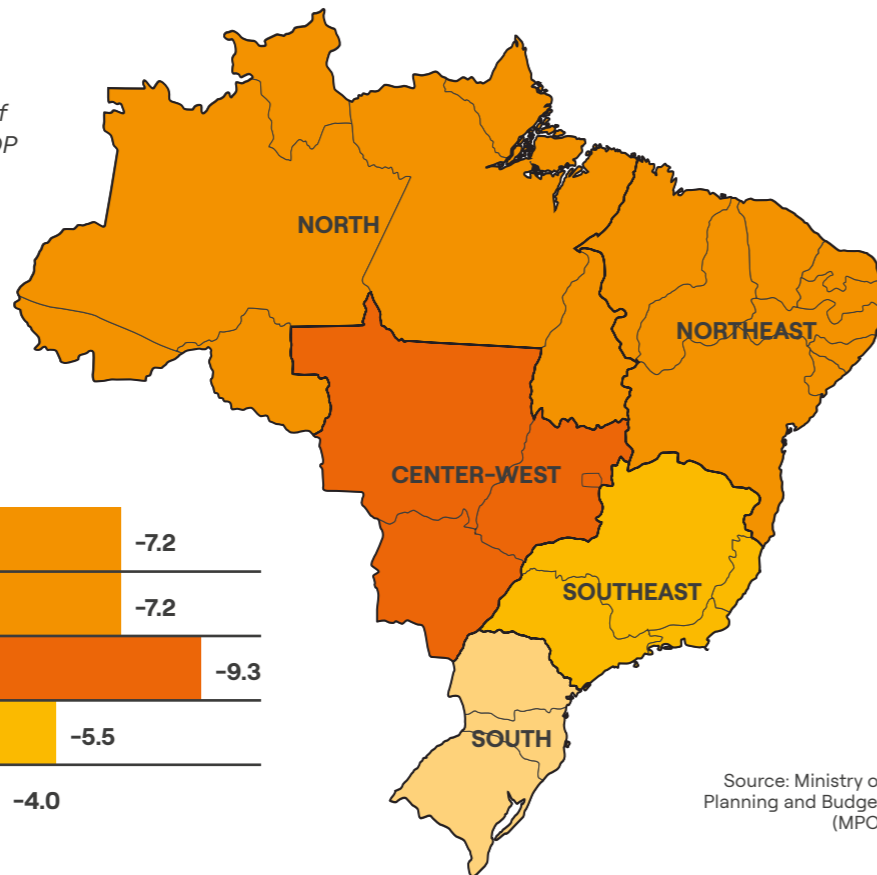 f
OP
NORTH
NORTHEAST
CENTER-WEST
SOUTHEAST
SOUTH
-7.2
-7.2
-9.3
-5.5
-4.0
Source: Ministry o
Planning and Budge
(MPO